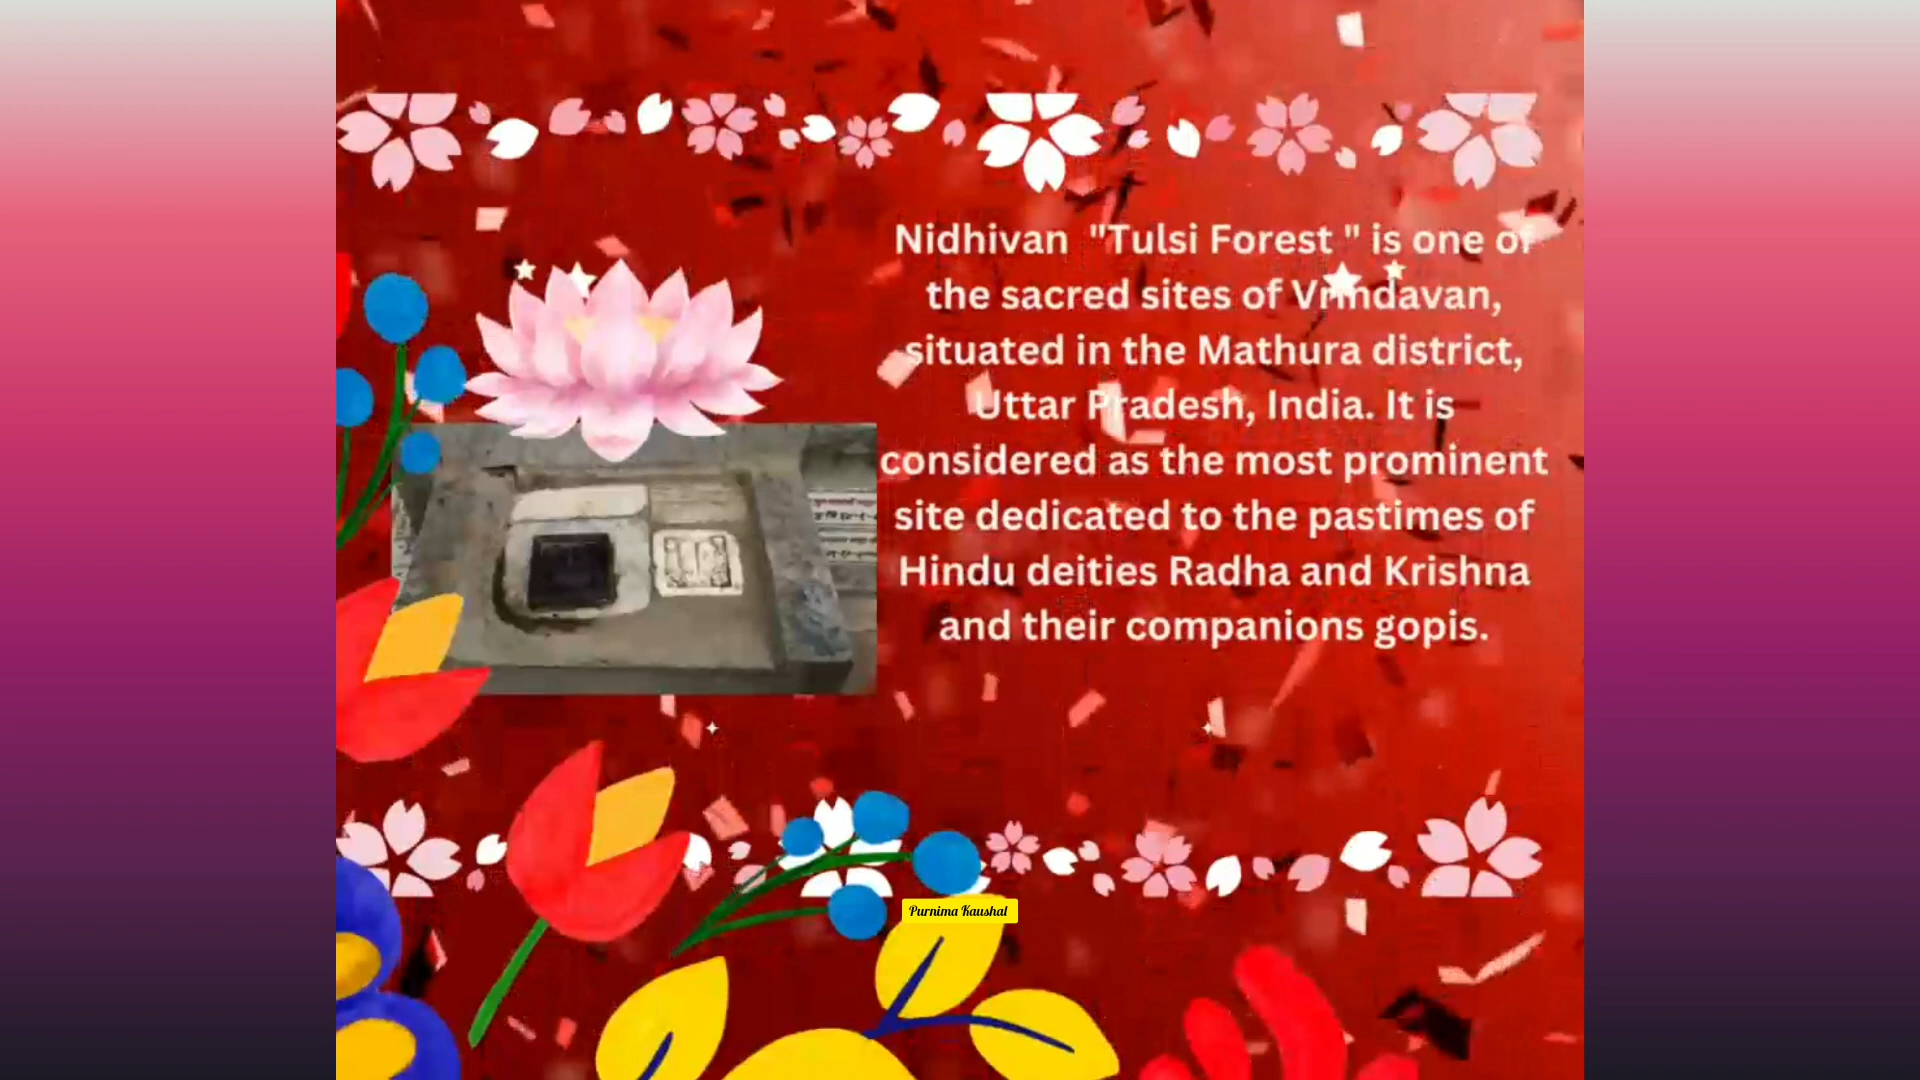 Nidhivan "Tulsi Forest " is one of
the sacred sites of Vrindavan,
situated in the Mathura district,
Uttar Pradesh, India. It is
considered as the most prominent
site dedicated to the pastimes of
Hindu deities Radha and Krishna
and their companions gopis.
Purnima Kaushal